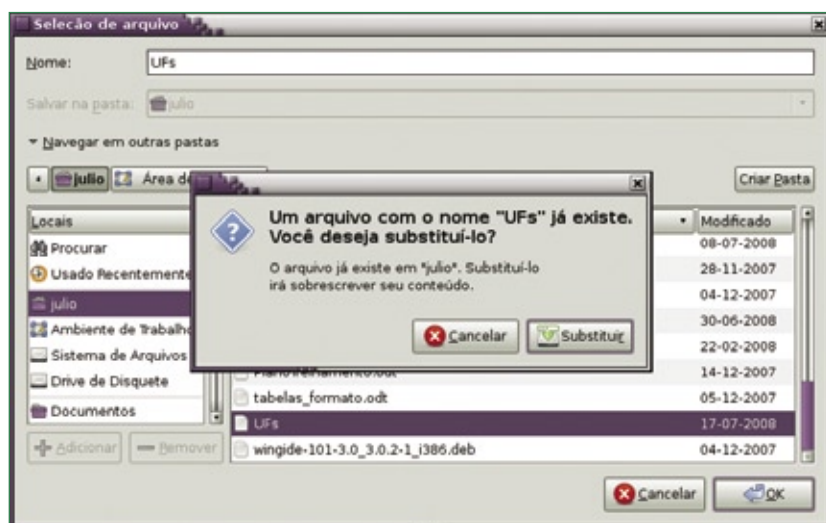 Selecão de arquivo
Nome: UFs
Salvar na pasta: julio
Navegar em outras pastas
julio Área de
Criar Pasta
Um arquivo com o nome "UFs" já existe.
Você deseja substituí-lo?
O arquivo já existe em "julio". Substituí-lo
irá sobrescrever seu conteúdo.
Cancelar Substituir
Locais
Procurar
Usado Recentemente
julio
Ambiente de Trabalho
Sistema de Arquivos
Drive de Disquete
Documentos
Adicionar Remover
Modificado
08-07-2008
28-11-2007
04-12-2007
30-06-2008
22-02-2008
14-12-2007
tabelas_formato.odt 05-12-2007
UFs 17-07-2008
wingide-101-3.0_3.0.2-1_i386.deb 04-12-2007
Cancelar OK